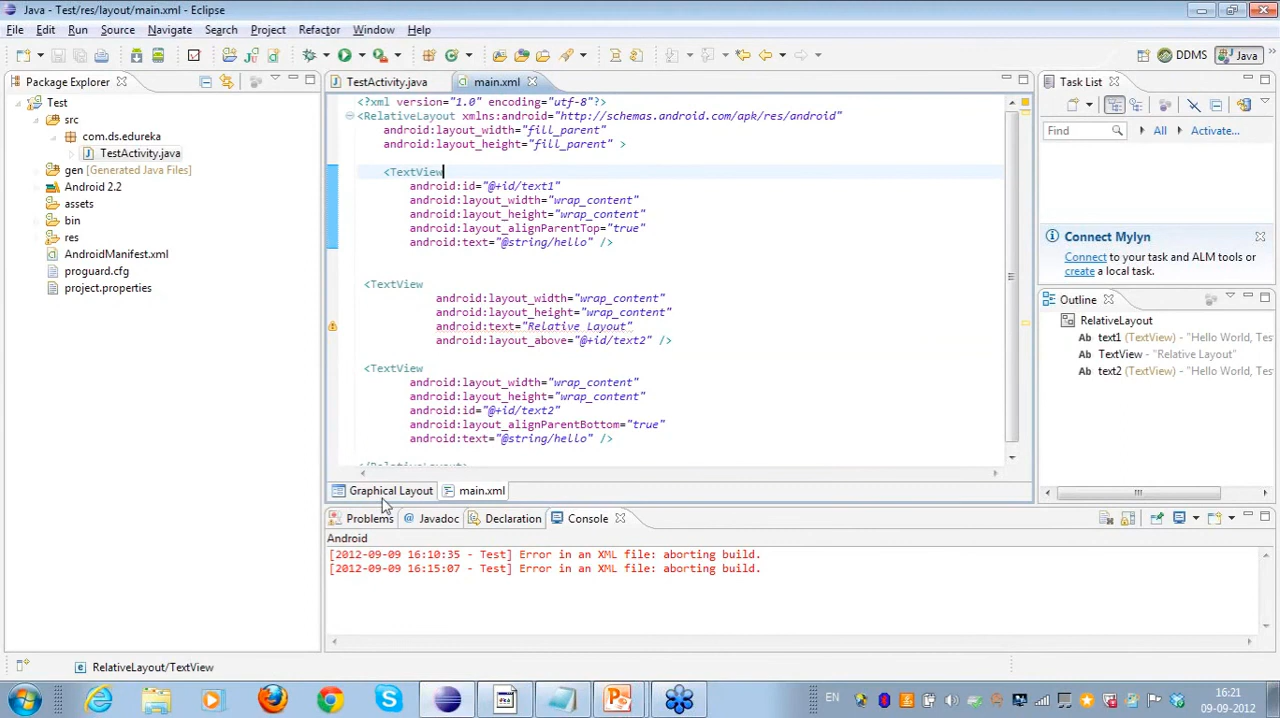 Java - Test/res/layout/main.xml - Eclipse
File Edit Run Source Search Refactor Navigate Project Window Help
DDMS Java
Package Explorer
Test
src
com.ds.edureka
TestActivity.java
gen [Generated Java Files]
Android 2.2
assets
bin
res
AndroidManifest.xml
proguard.cfg
project.properties
TestActivity.java main.xml
<?xml version="1.0" encoding="utf-8"?>
<RelativeLayout xmlns:android="http://schemas.android.com/apk/res/android"
android:layout_width="fill_parent"
android:layout_height="fill_parent" >
<TextView
android:id="@+id/text1"
android:layout_width="wrap_content"
android:layout_height="wrap_content"
android:layout_alignParentTop="true"
android:text="@string/hello" />
<TextView
android:layout_width="wrap_content"
android:layout_height="wrap_content"
android:text="Relative Layout"
android:layout_above="@+id/text2" />
<TextView
android:layout_width="wrap_content"
android:layout_height="wrap_content"
android:id="@+id/text2"
android:layout_alignParentBottom="true"
android:text="@string/hello" />
</RelativeLayout>
Graphical Layout main.xml
Task List
Find All Activate...
Connect Mylyn
Connect to your task and ALM tools or
create a local task.
Outline
RelativeLayout
Ab text1 (TextView) - "Hello World, Tes
Ab TextView - "Relative Layout"
Ab text2 (TextView) - "Hello World, Tes
Problems @ Javadoc Declaration Console
Android
[2012-09-09 16:10:35 - Test] Error in an XML file: aborting build.
[2012-09-09 16:15:07 - Test] Error in an XML file: aborting build.
RelativeLayout/TextView
EN
16:21
09-09-2012